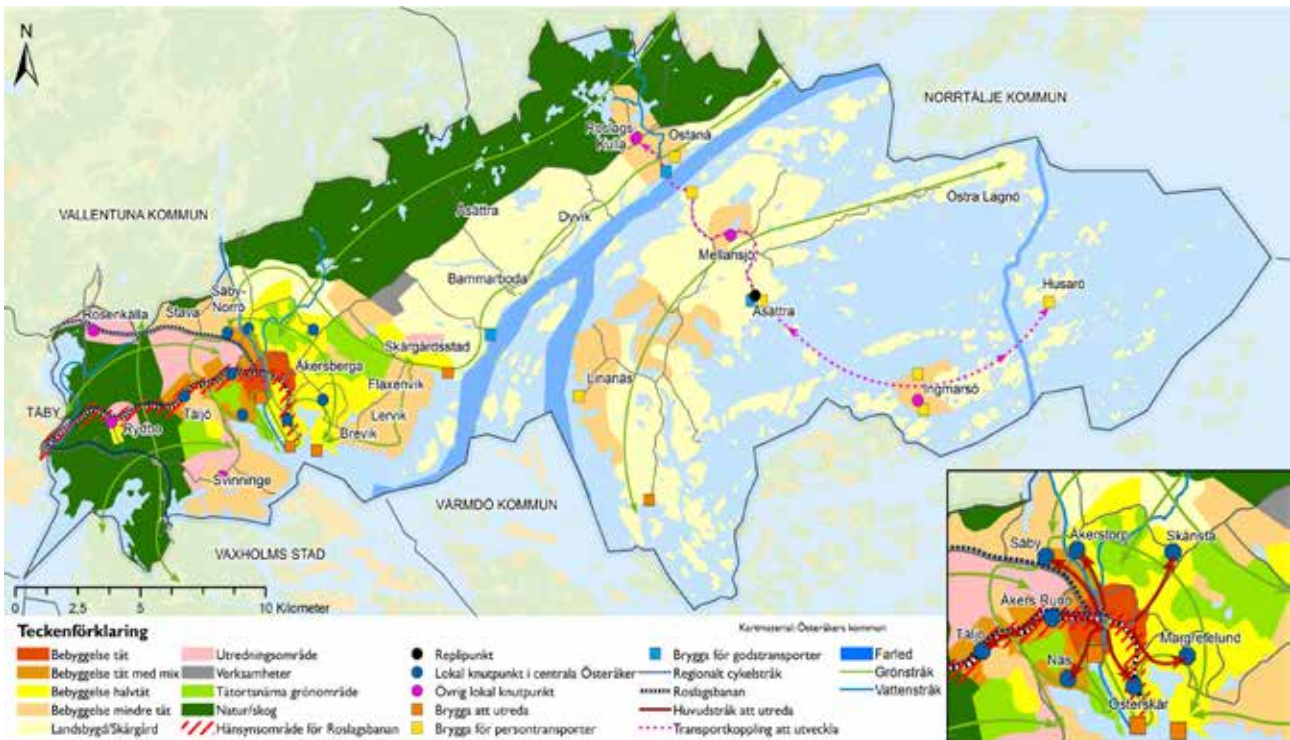 N
NORRTÄLJE KOMMUN
Roslags
Kulla
Östanå
VALLENTUNA KOMMUN
Åsättra
Dyvik
Östra Lagnö
Mellansjö
Bammarboda
Husarö
Åsättra
Säby-
Norrö
Rosenkälla
Stava
Skärgårdsstad
Åkersberga
Flaxenvik
Linanäs
Ingmarsö
TÄBY
Täljö
Lervik
Rydbo
Brevik
Svinninge
VÄRMDÖ KOMMUN
VAXHOLMS STAD
0 2,5 5 10 Kilometer
Säby
Åkerstorp
Skånsta
Åkers Runö
Täljö
Margretelund
Näs
Österskär
Kartmaterial: Österåkers kommun
Teckenförklaring
Bebyggelse tät
Bebyggelse tät med mix
Bebyggelse halvtät
Bebyggelse mindre tät
Landsbygd/Skärgård
Utredningsområde
Verksamheter
Tätortsnära grönområde
Natur/skog
Hänsynsområde för Roslagsbanan
Replipunkt
Lokal knutpunkt i centrala Österåker
Övrig lokal knutpunkt
Brygga att utreda
Brygga för persontransporter
Brygga för godstransporter
Regionalt cykelstråk
Roslagsbanan
Huvudstråk att utreda
Transportkoppling att utveckla
Farled
Grönstråk
Vattenstråk